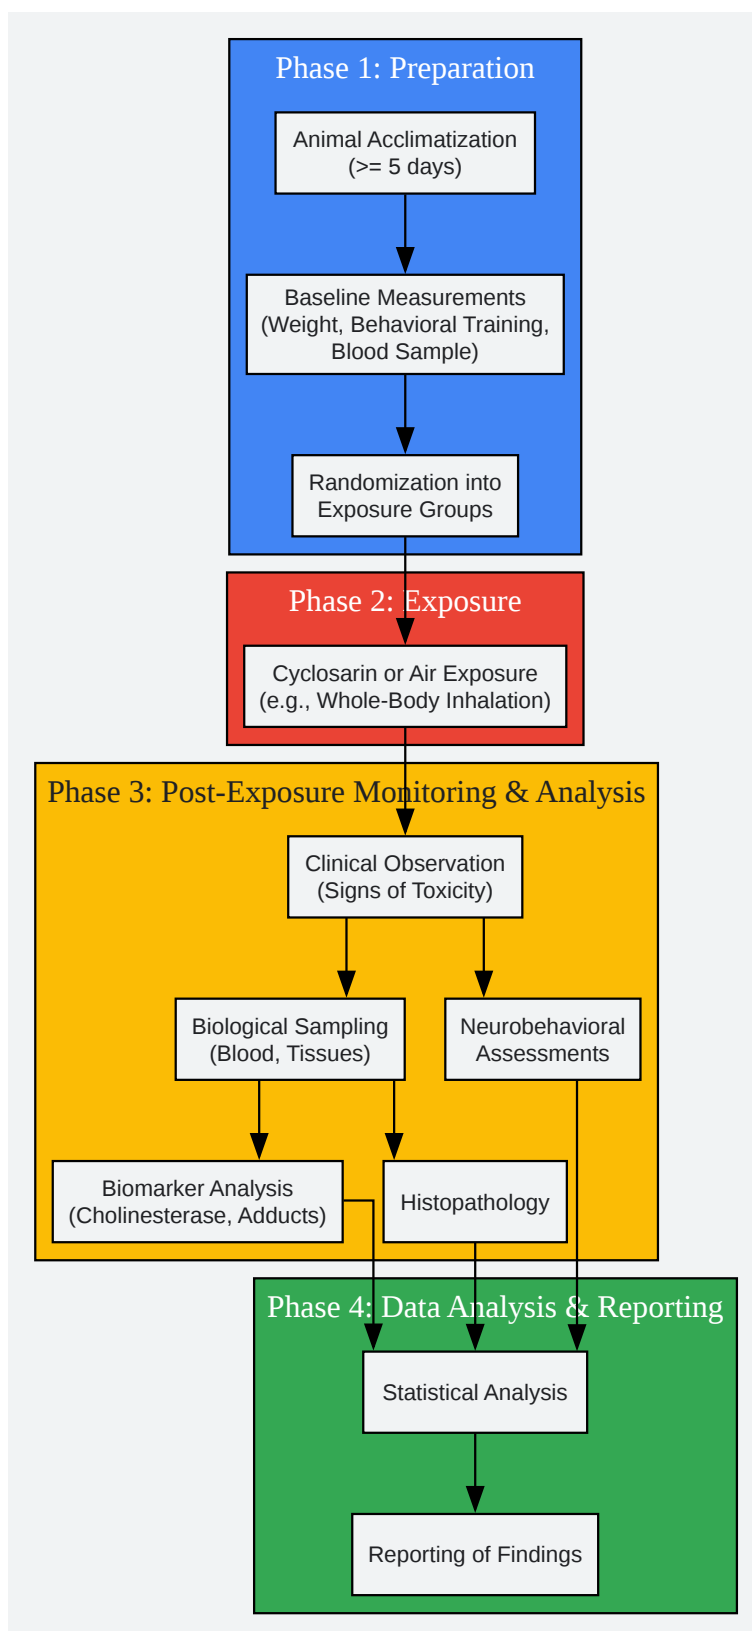 Phase 1: Preparation
Animal Acclimatization
(>= 5 days)
Baseline Measurements
(Weight, Behavioral Training,
Blood Sample)
Randomization into
Exposure Groups
Phase 2: Exposure
Cyclosarin or Air Exposure
(e.g., Whole-Body Inhalation)
Phase 3: Post-Exposure Monitoring & Analysis
Clinical Observation
(Signs of Toxicity)
Biological Sampling
(Blood, Tissues)
Neurobehavioral
Assessments
Biomarker Analysis
(Cholinesterase, Adducts)
Histopathology
Phase 4: Data Analysis & Reporting
Statistical Analysis
Reporting of Findings